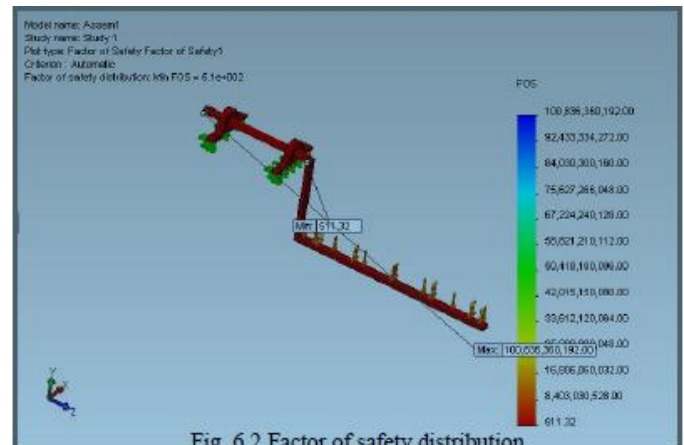 Model name: Assem1
Study name: Study 1
Plot type: Factor of Safety Factor of Safety1
Criterion : Automatic
Factor of safety distribution: Min FOS = 6.1e+002
FOS
100,836,360,192.00
92,433,334,272.00
84,030,300,160.00
75,627,266,048.00
67,224,240,128.00
58,821,210,112.00
50,418,180,096.00
42,015,150,080.00
33,612,120,064.00
048.00
16,806,060,032.00
8,403,030,528.00
611.32
Min: 611.32
Max: 100,836,360,192.00
Y
X
Z
Fig. 6.2 Factor of safety distribution